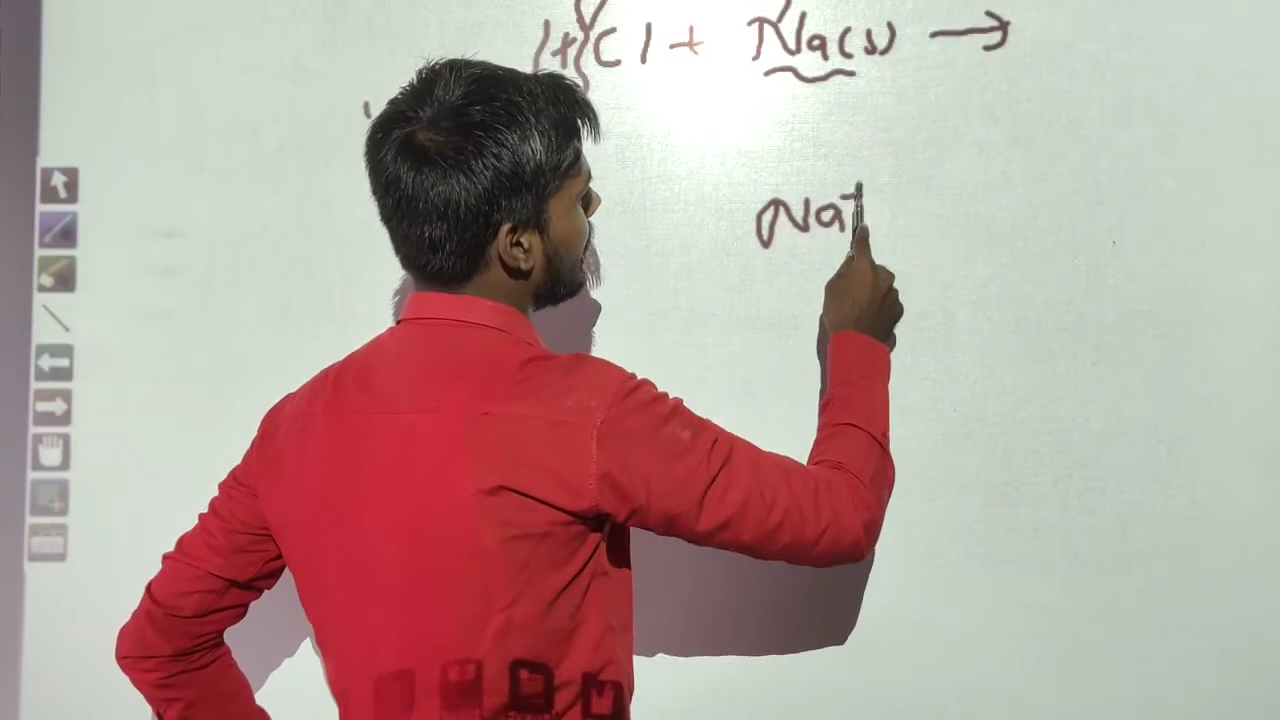 HCl + Na(s) →
Na+